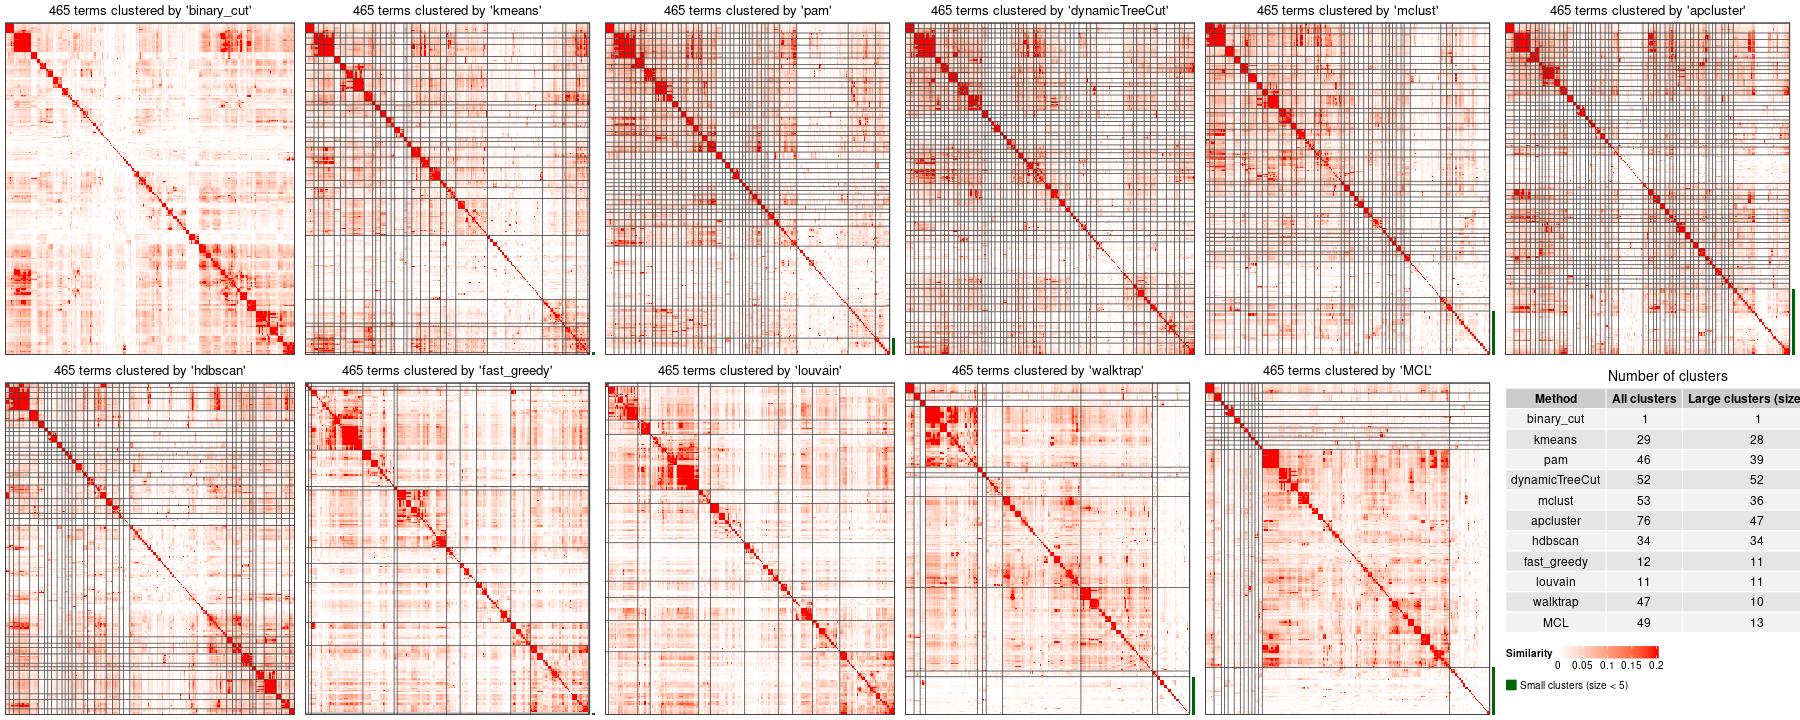 465 terms clustered by 'binary_cut'
465 terms clustered by 'kmeans'
465 terms clustered by 'pam'
465 terms clustered by 'dynamicTreeCut'
465 terms clustered by 'mclust'
465 terms clustered by 'apcluster'
465 terms clustered by 'hdbscan'
465 terms clustered by 'fast_greedy'
465 terms clustered by 'louvain'
465 terms clustered by 'walktrap'
465 terms clustered by 'MCL'
Number of clusters
Method All clusters Large clusters (size
binary_cut 1 1
kmeans 29 28
pam 46 39
dynamicTreeCut 52 52
mclust 53 36
apcluster 76 47
hdbscan 34 34
fast_greedy 12 11
louvain 11 11
walktrap 47 10
MCL 49 13
Similarity
0 0.05 0.1 0.15 0.2
Small clusters (size < 5)